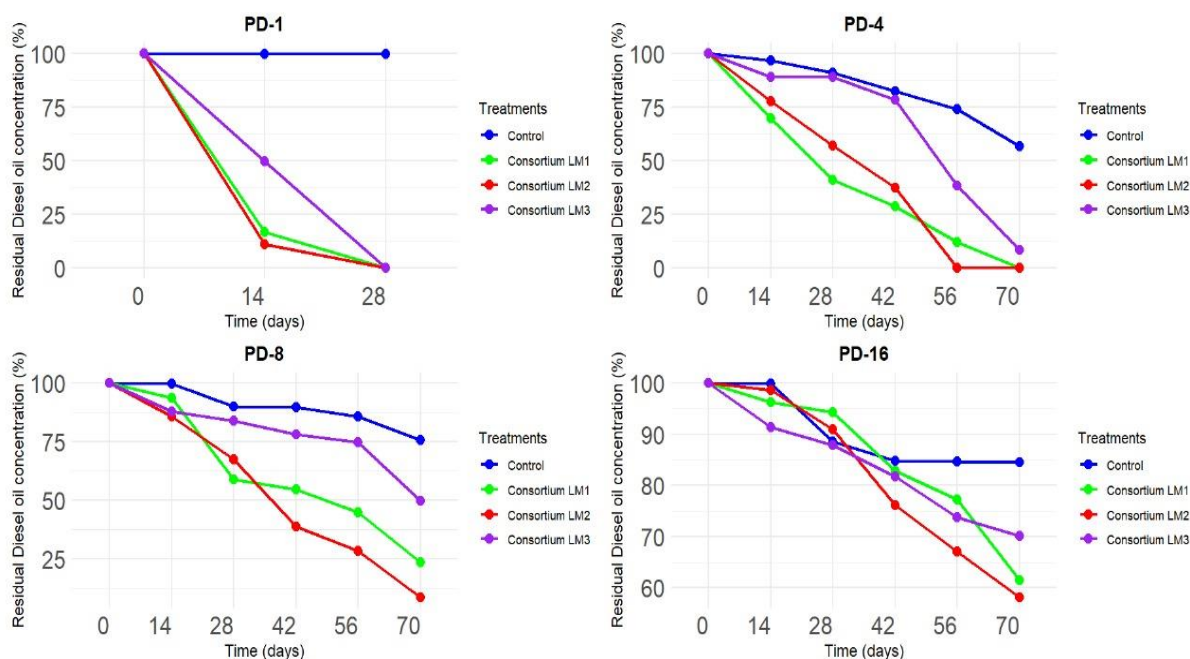 PD-1
Residual Diesel oil concentration (%)
100
75
50
25
0
0 14 28
Time (days)
Treatments
Control
Consortium LM1
Consortium LM2
Consortium LM3
PD-4
Residual Diesel oil concentration (%)
100
75
50
25
0
0 14 28 42 56 70
Time (days)
Treatments
Control
Consortium LM1
Consortium LM2
Consortium LM3
PD-8
Residual Diesel oil concentration (%)
100
75
50
25
0 14 28 42 56 70
Time (days)
Treatments
Control
Consortium LM1
Consortium LM2
Consortium LM3
PD-16
Residual Diesel oil concentration (%)
100
90
80
70
60
0 14 28 42 56 70
Time (days)
Treatments
Control
Consortium LM1
Consortium LM2
Consortium LM3